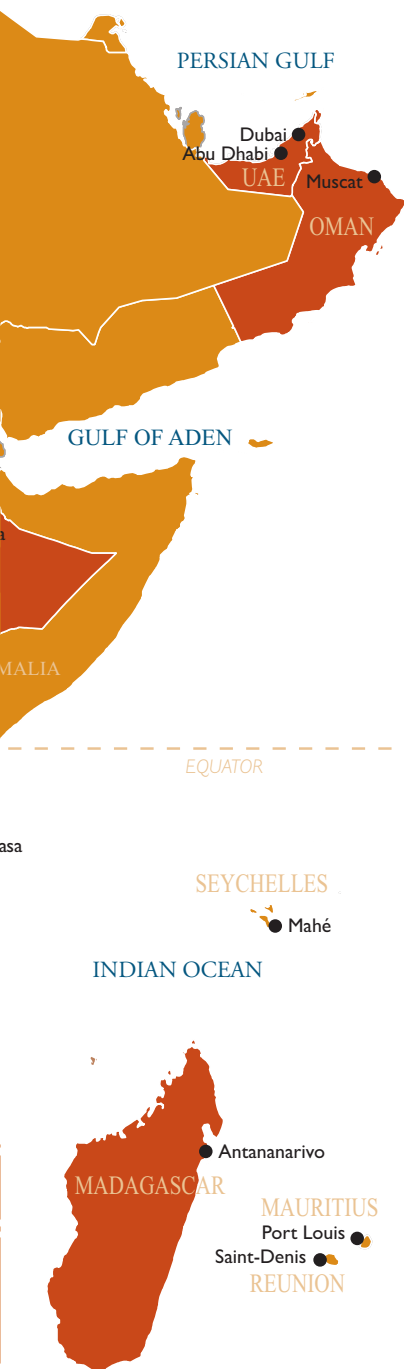 PERSIAN GULF
Dubai
Abu Dhabi
UAE
Muscat
OMAN
GULF OF ADEN
a
MALIA
EQUATOR
asa
SEYCHELLES
Mahé
INDIAN OCEAN
Antananarivo
MADAGASCAR
MAURITIUS
Port Louis
Saint-Denis
REUNION